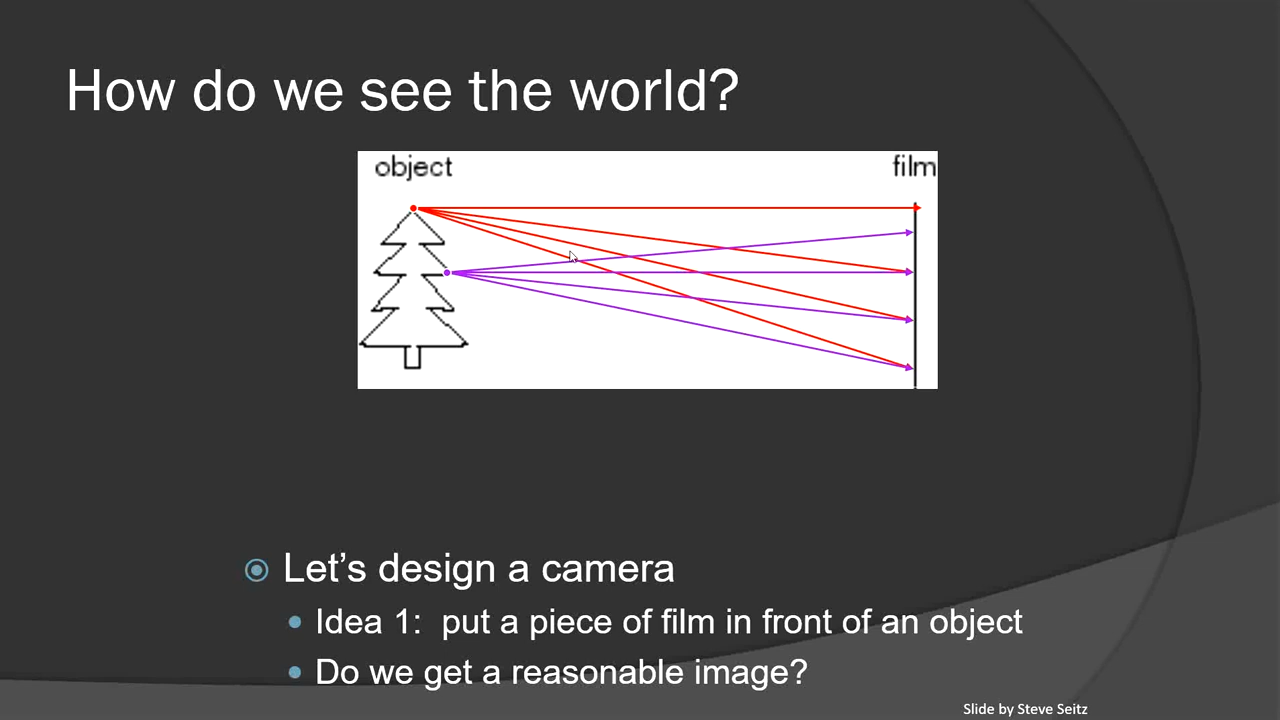 How do we see the world?
object
film
Let’s design a camera
Idea 1:  put a piece of film in front of an object
Do we get a reasonable image?
Slide by Steve Seitz